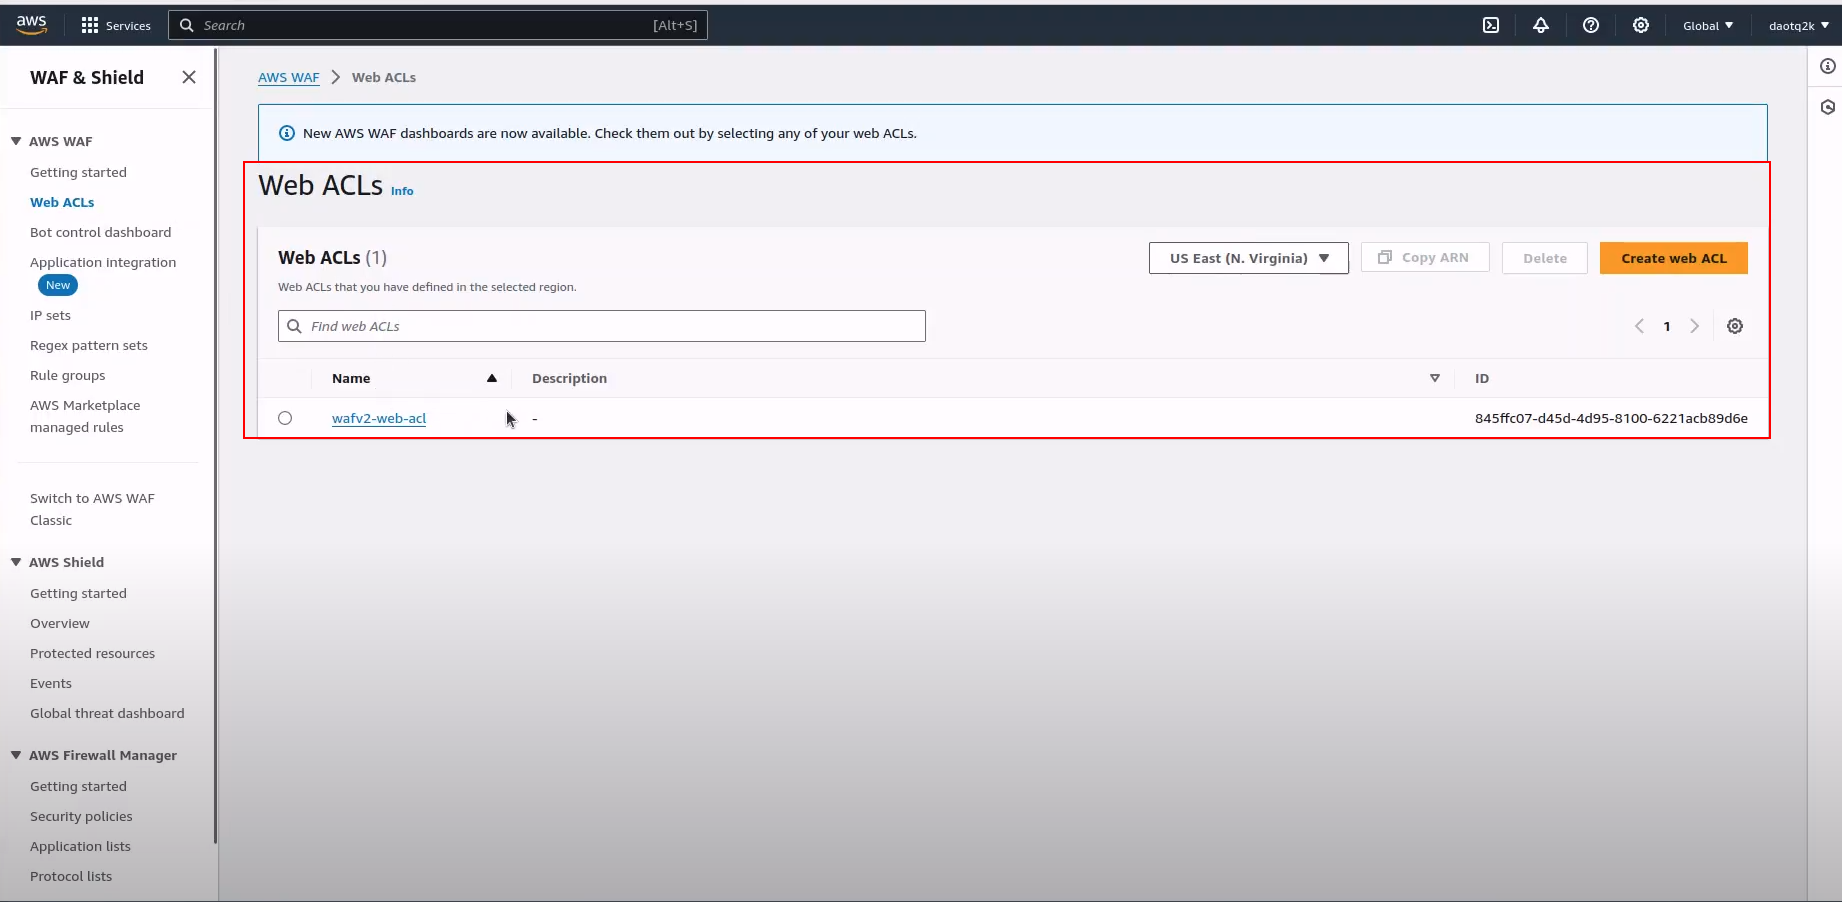 aws
Services
Search
[Alt+S]
Global
daotq2k
WAF & Shield
AWS WAF
Getting started
Web ACLs
Bot control dashboard
Application integration
New
IP sets
Regex pattern sets
Rule groups
AWS Marketplace
managed rules
Switch to AWS WAF
Classic
AWS Shield
Getting started
Overview
Protected resources
Events
Global threat dashboard
AWS Firewall Manager
Getting started
Security policies
Application lists
Protocol lists
AWS WAF > Web ACLs
New AWS WAF dashboards are now available. Check them out by selecting any of your web ACLs.
Web ACLs Info
Web ACLs (1)
US East (N. Virginia)
Copy ARN
Delete
Create web ACL
Web ACLs that you have defined in the selected region.
Find web ACLs
1
Name
Description
ID
wafv2-web-acl
-
845ffc07-d45d-4d95-8100-6221acb89d6e